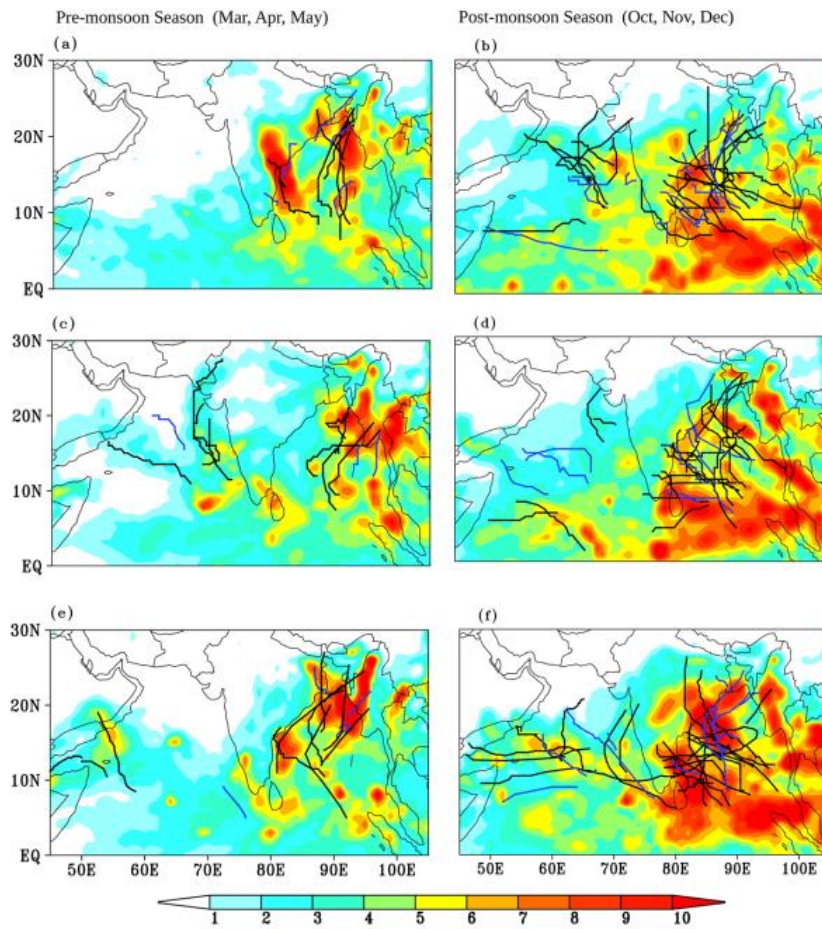 Pre-monsoon Season (Mar, Apr, May) Post-monsoon Season (Oct, Nov, Dec)
(a) (b)
30N
20N
10N
EQ
(c) (d)
30N
20N
10N
EQ
(e) (f)
30N
20N
10N
EQ
45E 50E 60E 70E 80E 90E 100E 45E 50E 60E 70E 80E 90E 100E
1 2 3 4 5 6 7 8 9 10